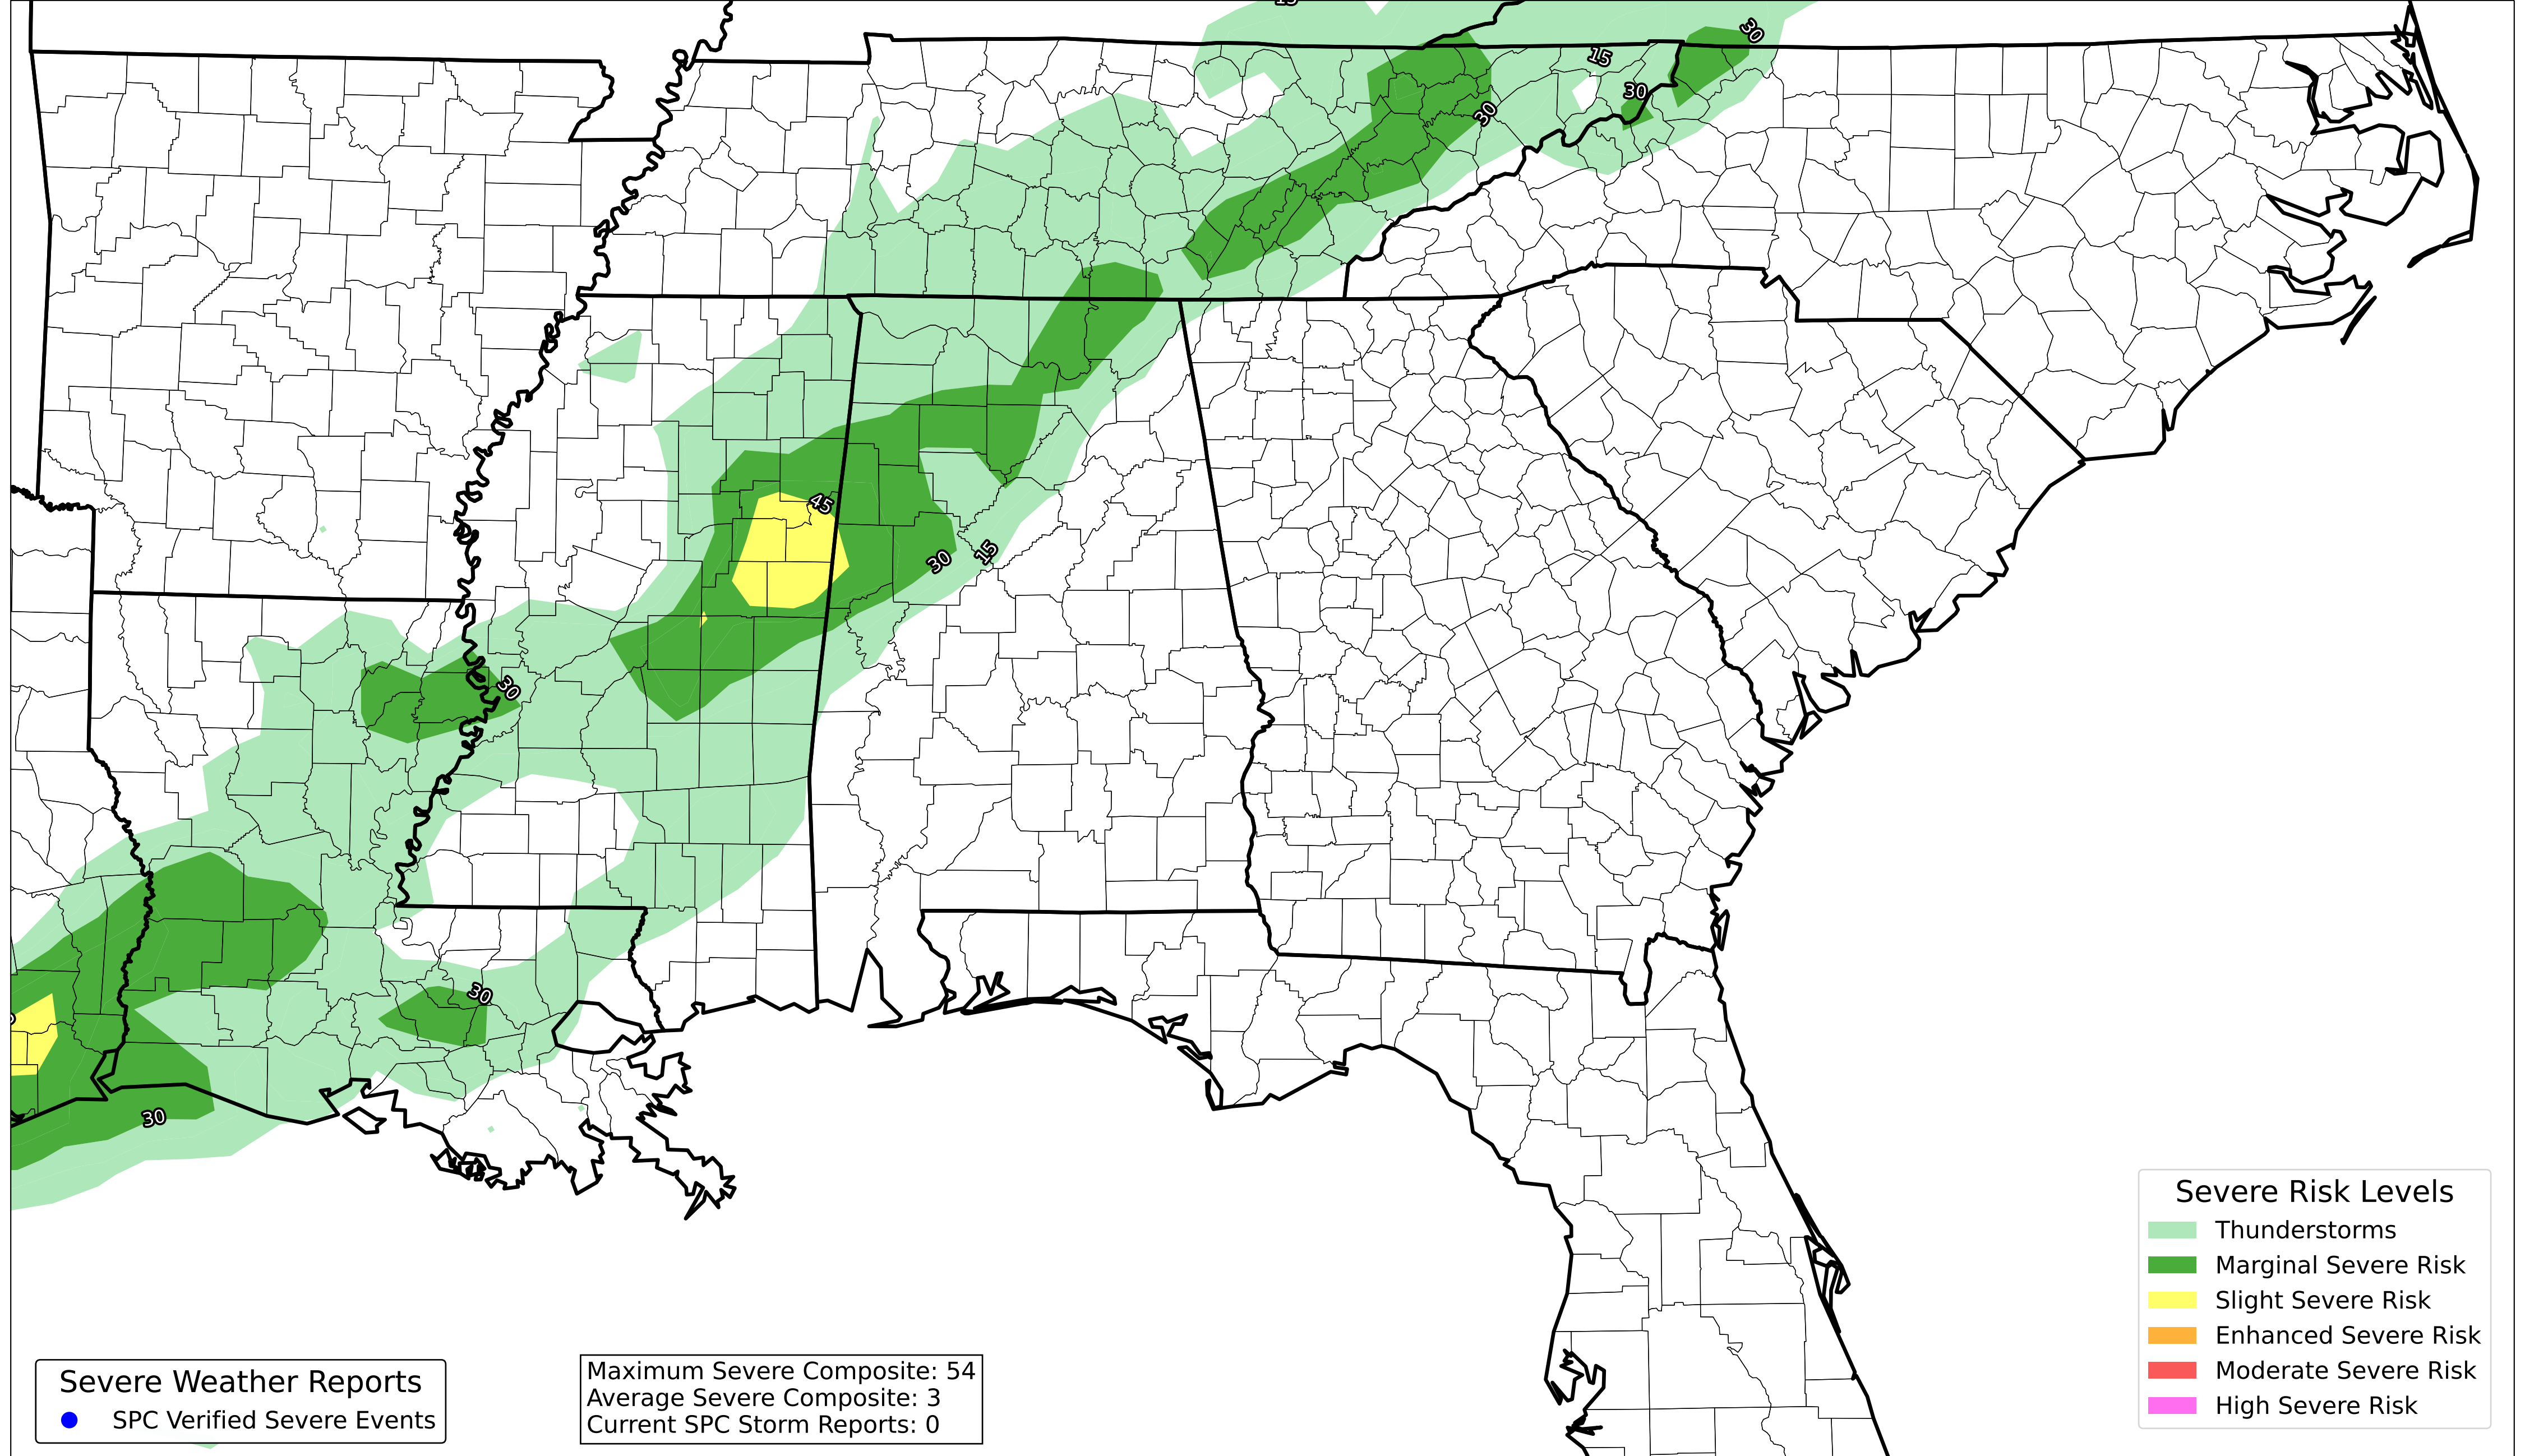 15
30
15
30
30
45
30
15
30
30
30
Severe Risk Levels
Thunderstorms
Marginal Severe Risk
Slight Severe Risk
Enhanced Severe Risk
Moderate Severe Risk
High Severe Risk
Severe Weather Reports
SPC Verified Severe Events
Maximum Severe Composite: 54
Average Severe Composite: 3
Current SPC Storm Reports: 0